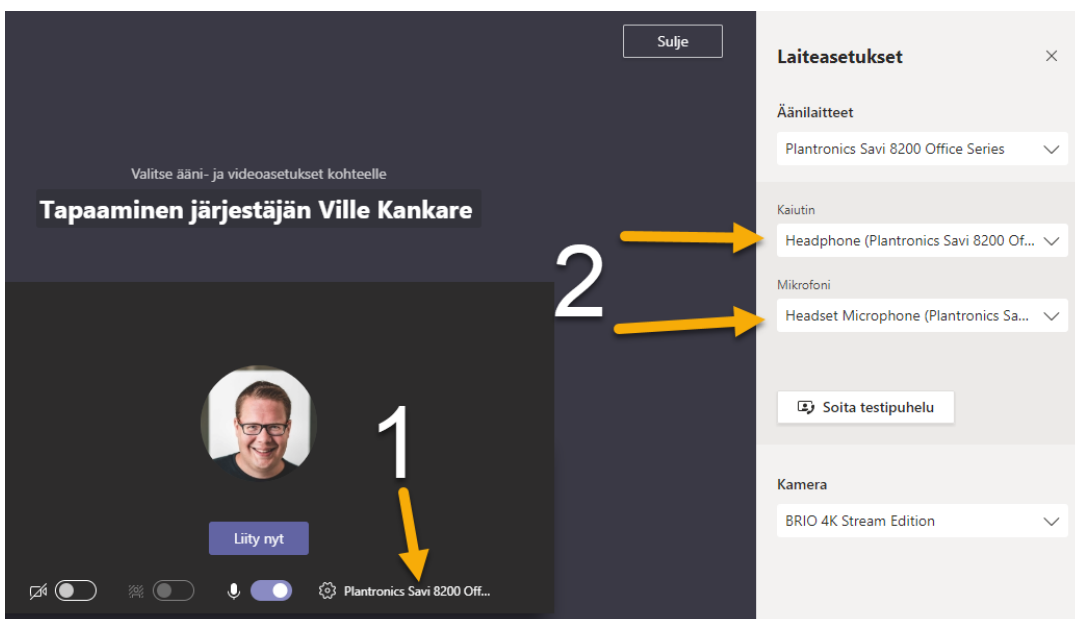 Sulje
Valitse ääni- ja videoasetukset kohteelle
Tapaaminen järjestäjän Ville Kankare
1
Liity nyt
Plantronics Savi 8200 Off...
2
Laiteasetukset
Äänilaitteet
Plantronics Savi 8200 Office Series
Kaiutin
Headphone (Plantronics Savi 8200 Of...
Mikrofoni
Headset Microphone (Plantronics Sa...
Soita testipuhelu
Kamera
BRIO 4K Stream Edition